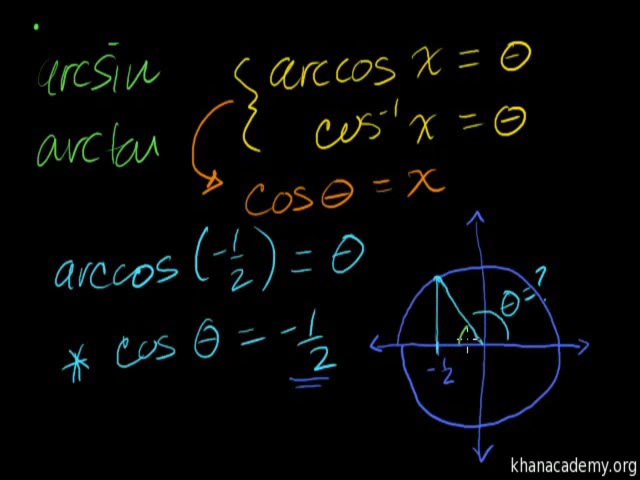 arcsin
arctan
arccos x = θ
cos⁻¹ x = θ
cos θ = x
arccos (-1/2) = θ
* cos θ = -1/2
θ = ?
-1/2
khanacademy.org